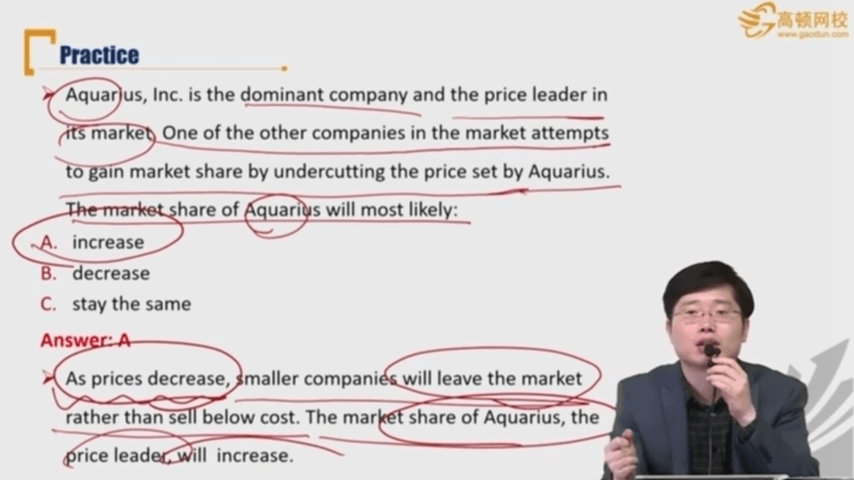 高顿网校
www.gaodun.com
Practice
Aquarius, Inc. is the dominant company and the price leader in
its market. One of the other companies in the market attempts
to gain market share by undercutting the price set by Aquarius.
The market share of Aquarius will most likely:
A. increase
B. decrease
C. stay the same
Answer: A
As prices decrease, smaller companies will leave the market
rather than sell below cost. The market share of Aquarius, the
price leader, will increase.